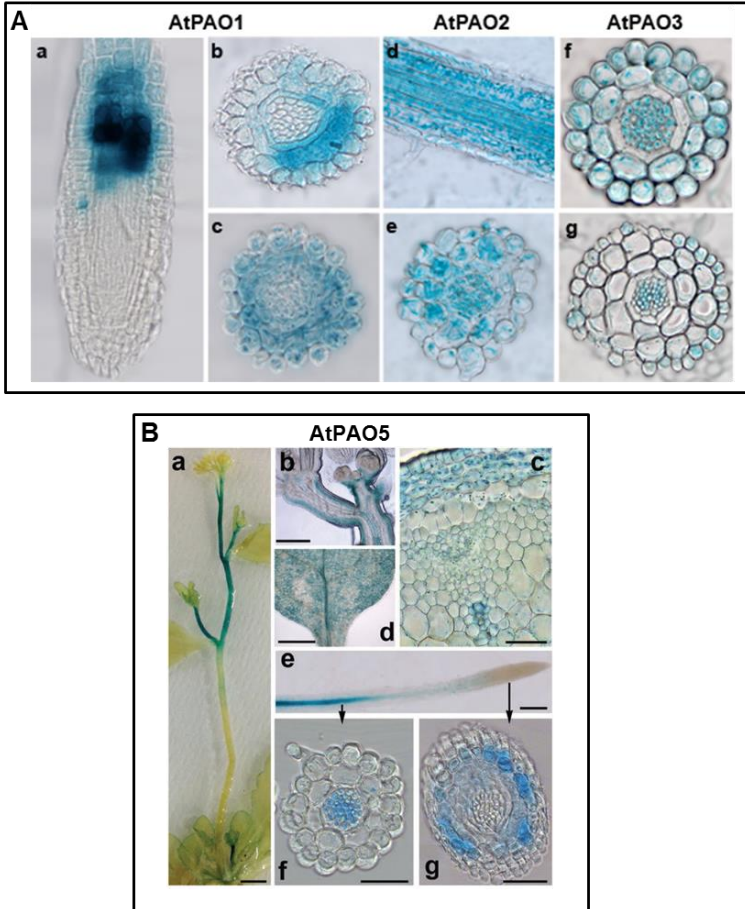 A
AtPAO1 AtPAO2 AtPAO3
a b d f
c e g
B
AtPAO5
a b c
d
e
f g